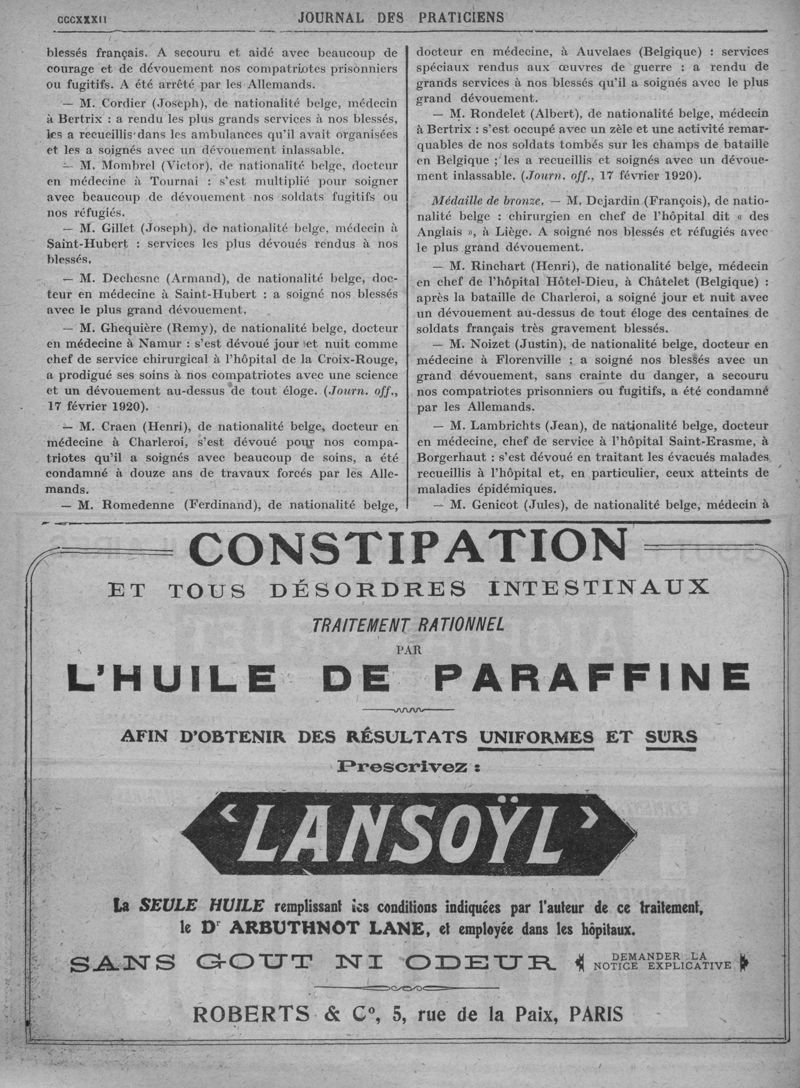 CCCXXXII
JOURNAL DES PRATICIENS
blessés français. A secouru et aidé avec beaucoup de
courage et de dévouement nos compatriotes prisonniers
ou fugitifs. A été arrêté par les Allemands.
— M. Cordier (Joseph), de nationalité belge, médecin
à Bertrix : a rendu les plus grands services à nos blessés,
les a recueillis dans les ambulances qu'il avait organisées
et les a soignés avec un dévouement inlassable.
— M. Mombrel (Victor), de nationalité belge, docteur
en médecine à Tournai : s'est multiplié pour soigner
avec beaucoup de dévouement nos soldats fugitifs ou
nos réfugiés.
— M. Gillet (Joseph), de nationalité belge, médecin à
Saint-Hubert : services les plus dévoués rendus à nos
blessés.
— M. Dechesne (Armand), de nationalité belge, doc-
teur en médecine à Saint-Hubert : a soigné nos blessés
avec le plus grand dévouement.
— M. Ghequière (Remy), de nationalité belge, docteur
en médecine à Namur : s'est dévoué jour et nuit comme
chef de service chirurgical à l'hôpital de la Croix-Rouge,
a prodigué ses soins à nos compatriotes avec une science
et un dévouement au-dessus de tout éloge. (Journ. off.,
17 février 1920).
— M. Craen (Henri), de nationalité belge, docteur en
médecine à Charleroi, s'est dévoué pour nos compa-
triotes qu'il a soignés avec beaucoup de soins, a été
condamné à douze ans de travaux forcés par les Alle-
mands.
— M. Romedenne (Ferdinand), de nationalité belge,
docteur en médecine, à Auvelaes (Belgique) : services
spéciaux rendus aux œuvres de guerre : a rendu de
grands services à nos blessés qu'il a soignés avec le plus
grand dévouement.
— M. Rondelet (Albert), de nationalité belge, médecin
à Bertrix : s'est occupé avec un zèle et une activité remar-
quables de nos soldats tombés sur les champs de bataille
en Belgique ; les a recueillis et soignés avec un dévoue-
ment inlassable. (Journ. off., 17 février 1920).
Médaille de bronze. — M. Dejardin (François), de natio-
nalité belge : chirurgien en chef de l'hôpital dit « des
Anglais », à Liège. A soigné nos blessés et réfugiés avec
le plus grand dévouement.
— M. Rinchart (Henri), de nationalité belge, médecin
en chef de l'hôpital Hôtel-Dieu, à Châtelet (Belgique) :
après la bataille de Charleroi, a soigné jour et nuit avec
un dévouement au-dessus de tout éloge des centaines de
soldats français très gravement blessés.
— M. Noizet (Justin), de nationalité belge, docteur en
médecine à Florenville : a soigné nos blessés avec un
grand dévouement, sans crainte du danger, a secouru
nos compatriotes prisonniers ou fugitifs, a été condamné
par les Allemands.
— M. Lambrichts (Jean), de nationalité belge, docteur
en médecine, chef de service à l'hôpital Saint-Erasme, à
Borgerhaut : s'est dévoué en traitant les évacués malades
recueillis à l'hôpital et, en particulier, ceux atteints de
maladies épidémiques.
— M. Genicot (Jules), de nationalité belge, médecin à
CONSTIPATION
ET TOUS DÉSORDRES INTESTINAUX
TRAITEMENT RATIONNEL
PAR
L'HUILE DE PARAFFINE
AFIN D'OBTENIR DES RÉSULTATS UNIFORMES ET SURS
Prescrivez :
‘LANSOŸL’
La SEULE HUILE remplissant les conditions indiquées par l'auteur de ce traitement,
le Dr ARBUTHNOT LANE, et employée dans les hôpitaux.
SANS GOUT NI ODEUR
DEMANDER LA
NOTICE EXPLICATIVE
ROBERTS & Co, 5, rue de la Paix, PARIS